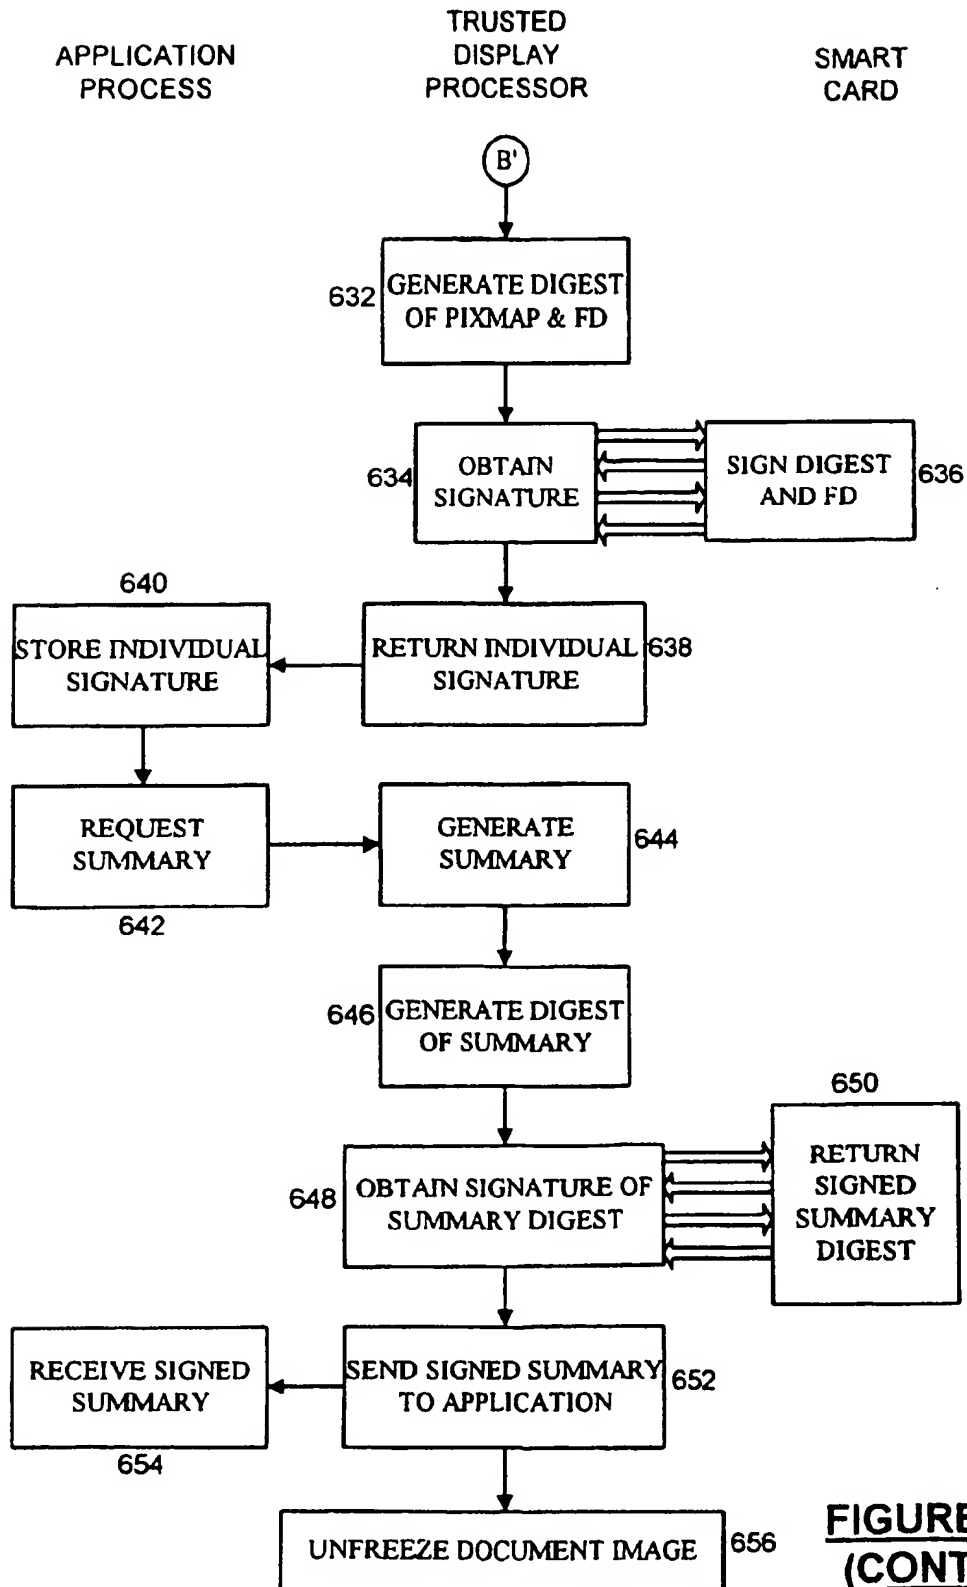 APPLICATION
PROCESS
TRUSTED
DISPLAY
PROCESSOR
SMART
CARD
B'
632
GENERATE DIGEST
OF PIXMAP & FD
634
OBTAIN
SIGNATURE
SIGN DIGEST
AND FD
636
640
STORE INDIVIDUAL
SIGNATURE
RETURN INDIVIDUAL
SIGNATURE
638
REQUEST
SUMMARY
642
GENERATE
SUMMARY
644
646
GENERATE DIGEST
OF SUMMARY
648
OBTAIN SIGNATURE OF
SUMMARY DIGEST
650
RETURN
SIGNED
SUMMARY
DIGEST
RECEIVE SIGNED
SUMMARY
654
SEND SIGNED SUMMARY
TO APPLICATION
652
UNFREEZE DOCUMENT IMAGE
656
FIGURE
(CONT